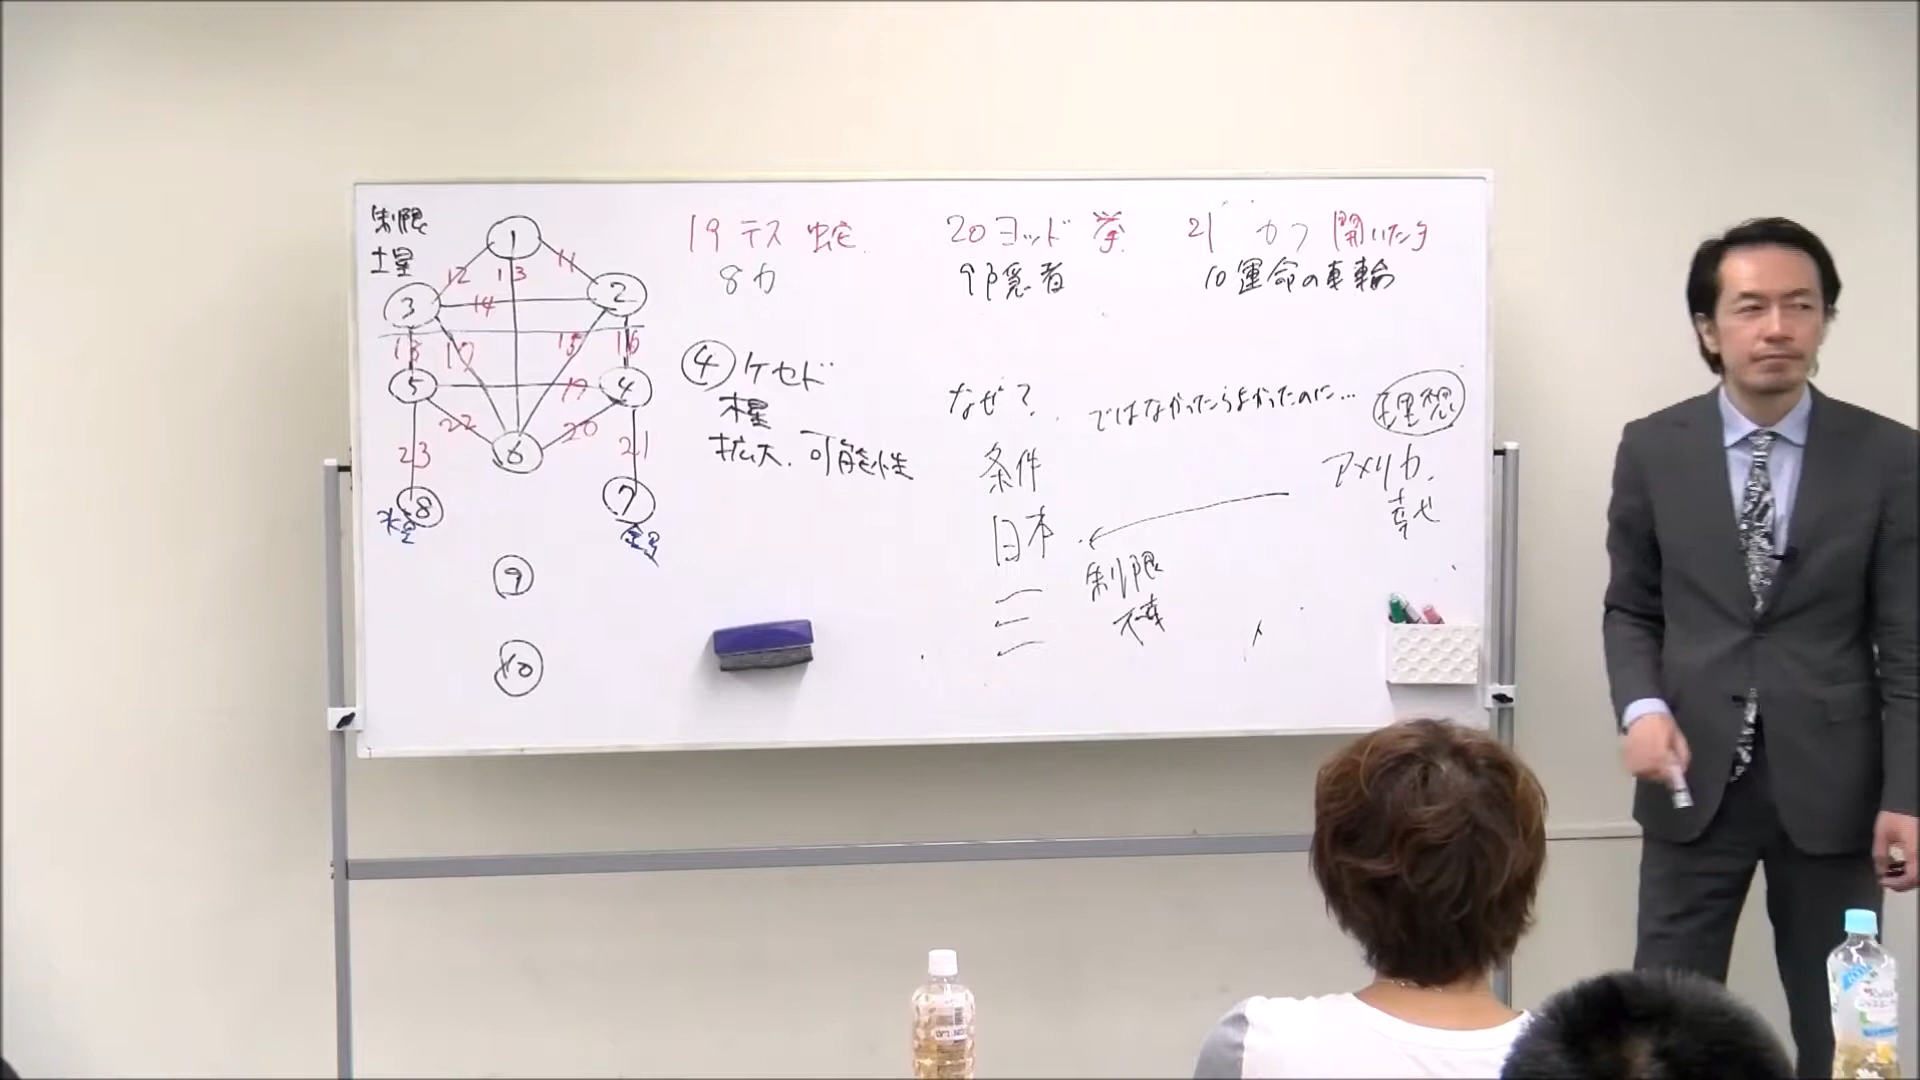 制限
土星
1
12 13 11
3 2
14
18 17 15 16
5 19 4
22 6 20
23 21
8 7
水星 金星
9
10
19 テス 蛇
8 力
20 ヨッド 拳
9 隠者
21 カフ 開いた手
10 運命の車輪
④ ケセド
木星
拡大、可能性
なぜ?
ではなかったらよかったのに…
理想
条件
アメリカ
日本
幸せ
制限
不幸